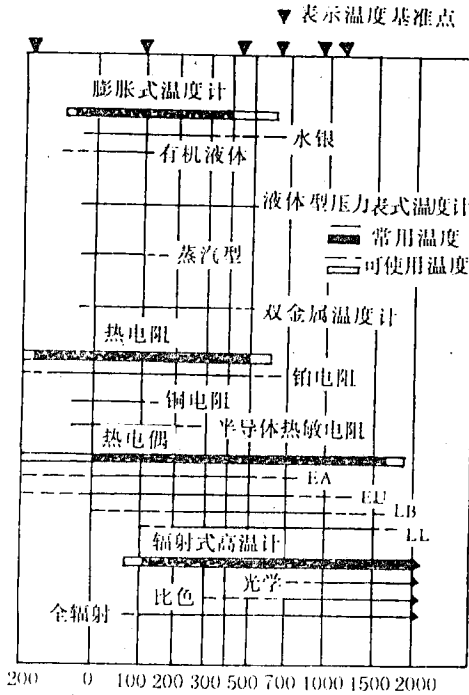 ▼表示温度基准点
膨胀式温度计
水银
有机液体
液体型压力表式温度计
常用温度
蒸汽型
可使用温度
双金属温度计
热电阻
铂电阻
铜电阻
半导体热敏电阻
热电偶
EA
EU
LB
LL
辐射式高温计
光学
比色
全辐射
200 0 100 200 300 400 500 700 1000 1500 2000